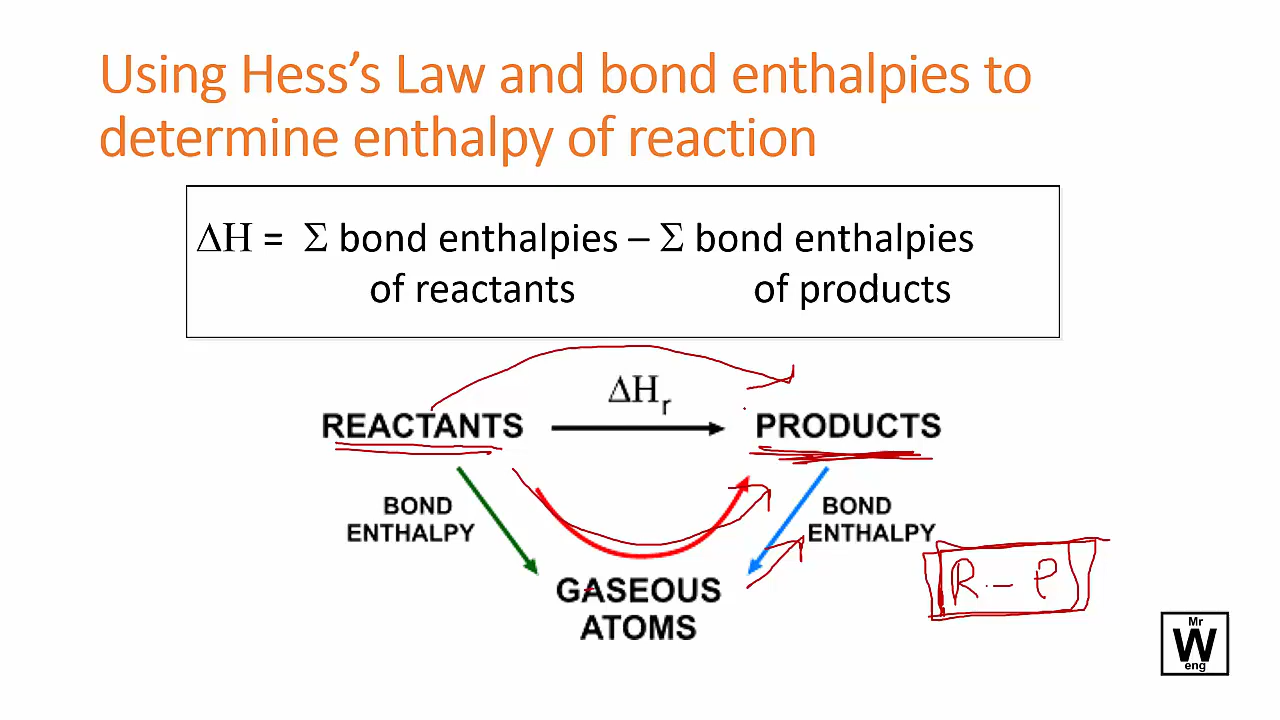 Using Hess’s Law and bond enthalpies to
determine enthalpy of reaction
ΔH = Σ bond enthalpies – Σ bond enthalpies
of reactants of products
ΔHr
REACTANTS PRODUCTS
BOND
ENTHALPY
BOND
ENTHALPY
GASEOUS
ATOMS
R - P
Mr
W
eng